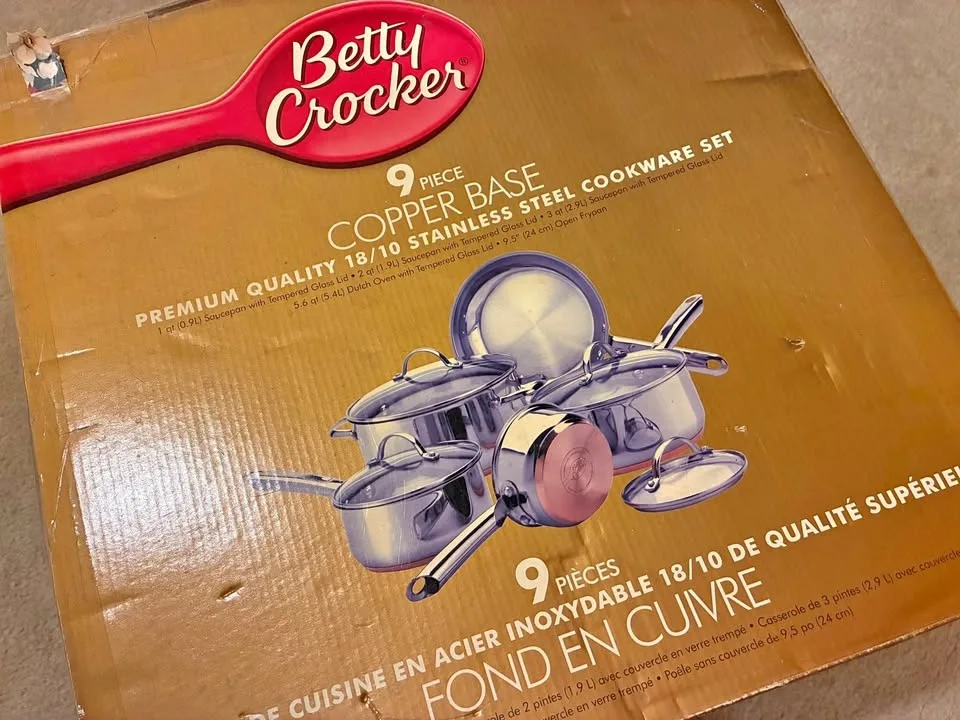 Betty
Crocker®
9 PIECE
COPPER BASE
PREMIUM QUALITY 18/10 STAINLESS STEEL COOKWARE SET
1 qt (0.9L) Saucepan with Tempered Glass Lid • 2 qt (1.9L) Saucepan with Tempered Glass Lid • 3 qt (2.9L) Saucepan with Tempered Glass Lid
5.6 qt (5.4L) Dutch Oven with Tempered Glass Lid • 9.5" (24 cm) Open Frypan
9 PIÈCES
DE CUISINE EN ACIER INOXYDABLE 18/10 DE QUALITÉ SUPÉRIE
FOND EN CUIVRE
de 2 pintes (1,9 L) avec couvercle en verre trempé • Casserole de 3 pintes (2,9 L) avec couvercle
en verre trempé • Poêle sans couvercle de 9,5 po (24 cm)